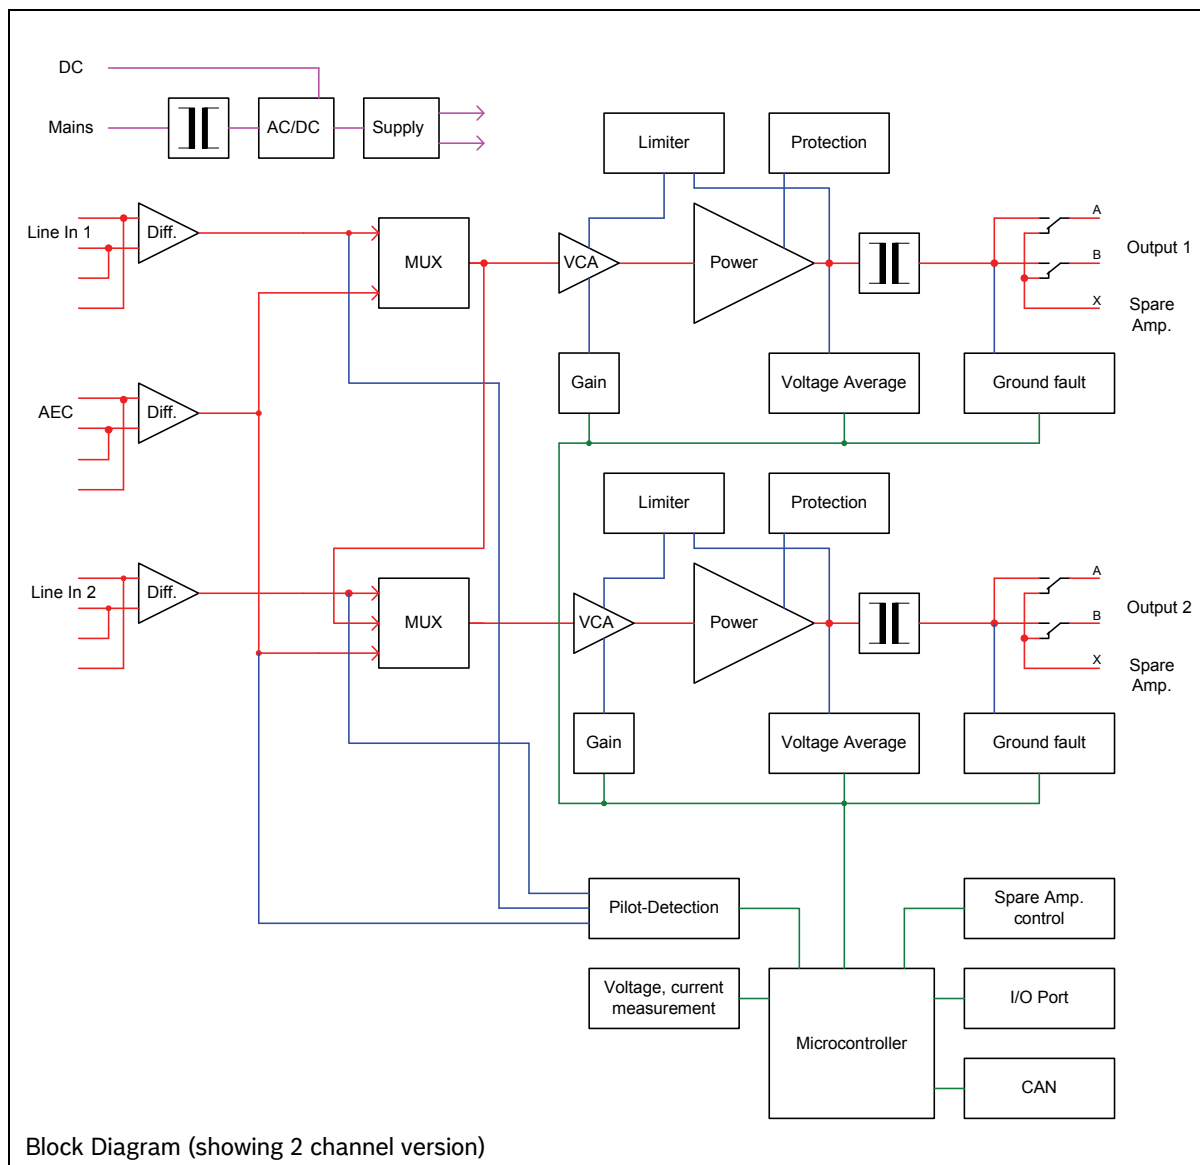 DC
Mains
AC/DC
Supply
Limiter
Protection
Line In 1
Diff.
MUX
VCA
Power
A
B
X
Output 1
Spare
Amp.
Gain
Voltage Average
Ground fault
AEC
Diff.
Limiter
Protection
Line In 2
Diff.
MUX
VCA
Power
A
B
X
Output 2
Spare
Amp.
Gain
Voltage Average
Ground fault
Pilot-Detection
Spare Amp.
control
Voltage, current
measurement
Microcontroller
I/O Port
CAN
Block Diagram (showing 2 channel version)